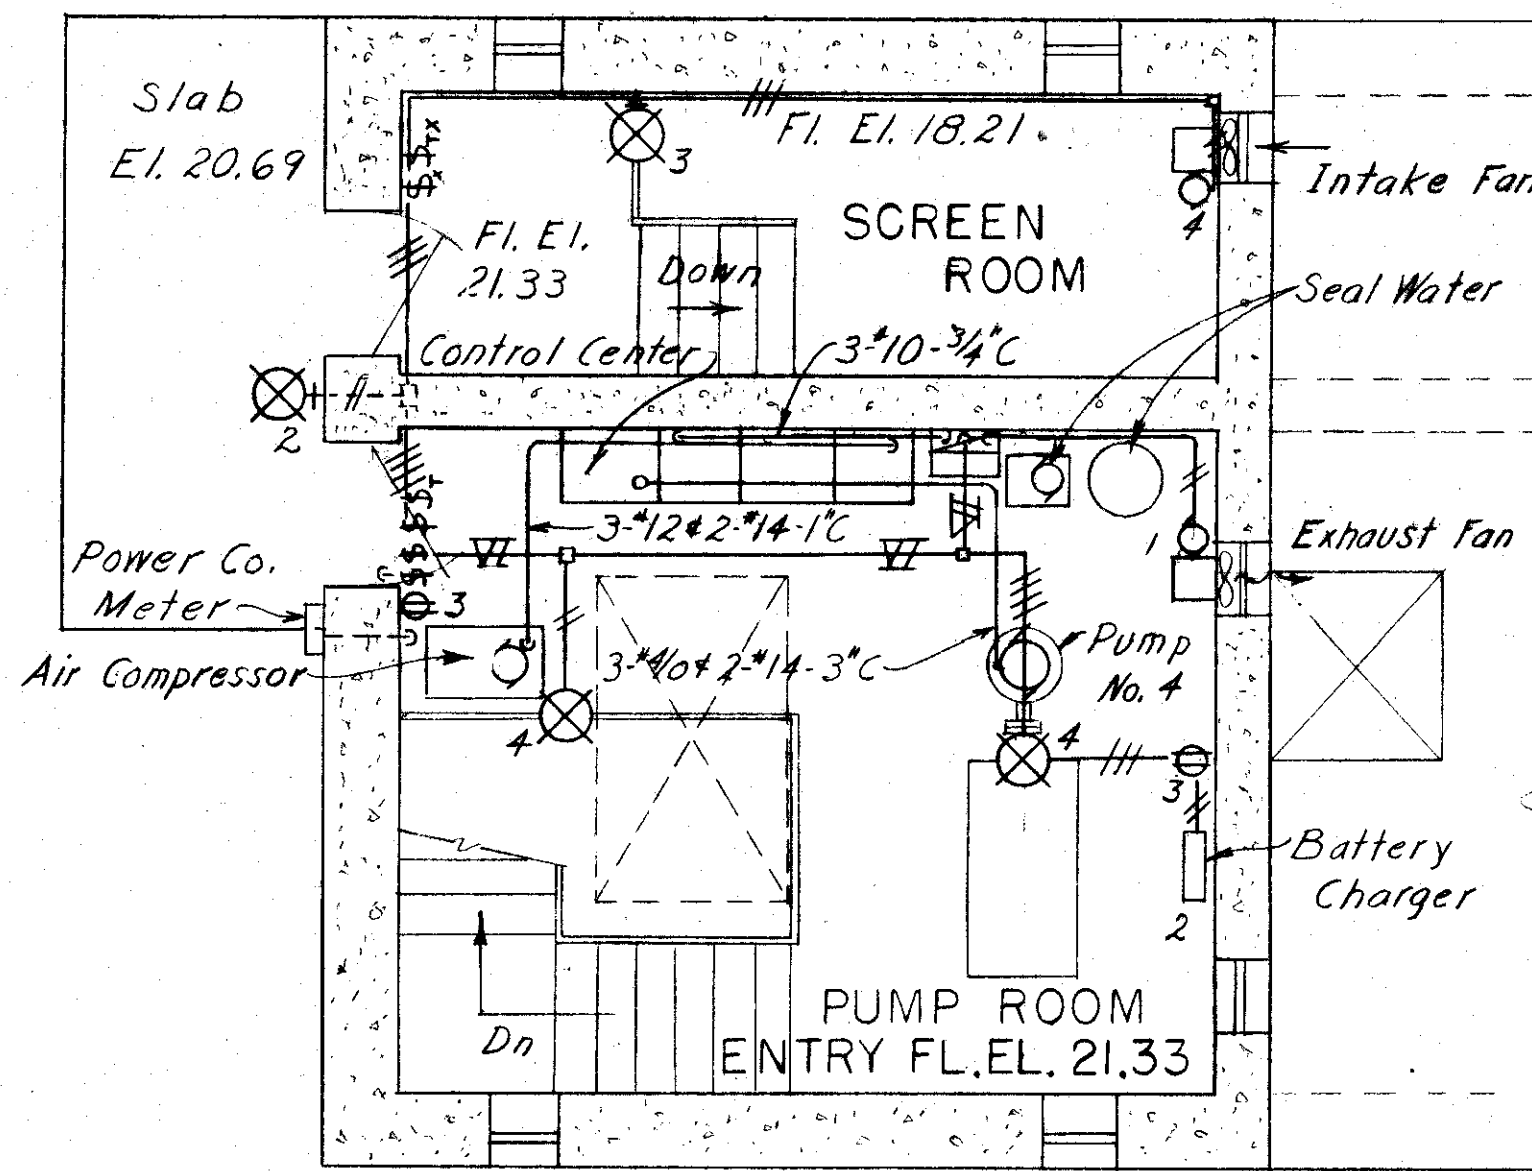 Slab
El. 20.69
$TX
$X
3
Fl. El. 18.21
Intake Fan
4
SCREEN
ROOM
Fl. El.
21.33
Down
Seal Water
Control Center
3-#10-3/4"C
2
$T
$
$
$
3-#12 & 2-#14-1"C
1
Exhaust Fan
Power Co.
Meter
3
Air Compressor
3-#4/0 & 2-#14-3"C
Pump
No. 4
4
4
3
Battery
Charger
2
Dn
PUMP ROOM
ENTRY FL. EL. 21.33